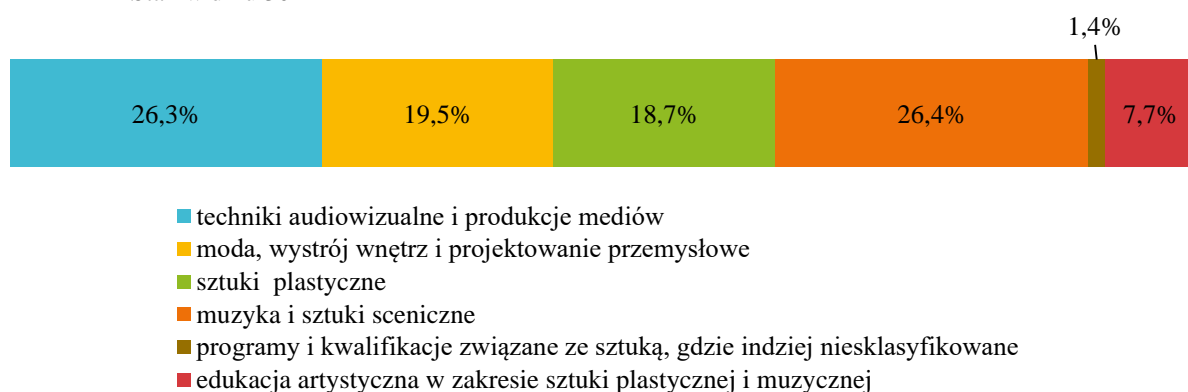 1,4%
26,3% 19,5% 18,7% 26,4% 7,7%
techniki audiowizualne i produkcje mediów
moda, wystrój wnętrz i projektowanie przemysłowe
sztuki plastyczne
muzyka i sztuki sceniczne
programy i kwalifikacje związane ze sztuką, gdzie indziej niesklasyfikowane
edukacja artystyczna w zakresie sztuki plastycznej i muzycznej